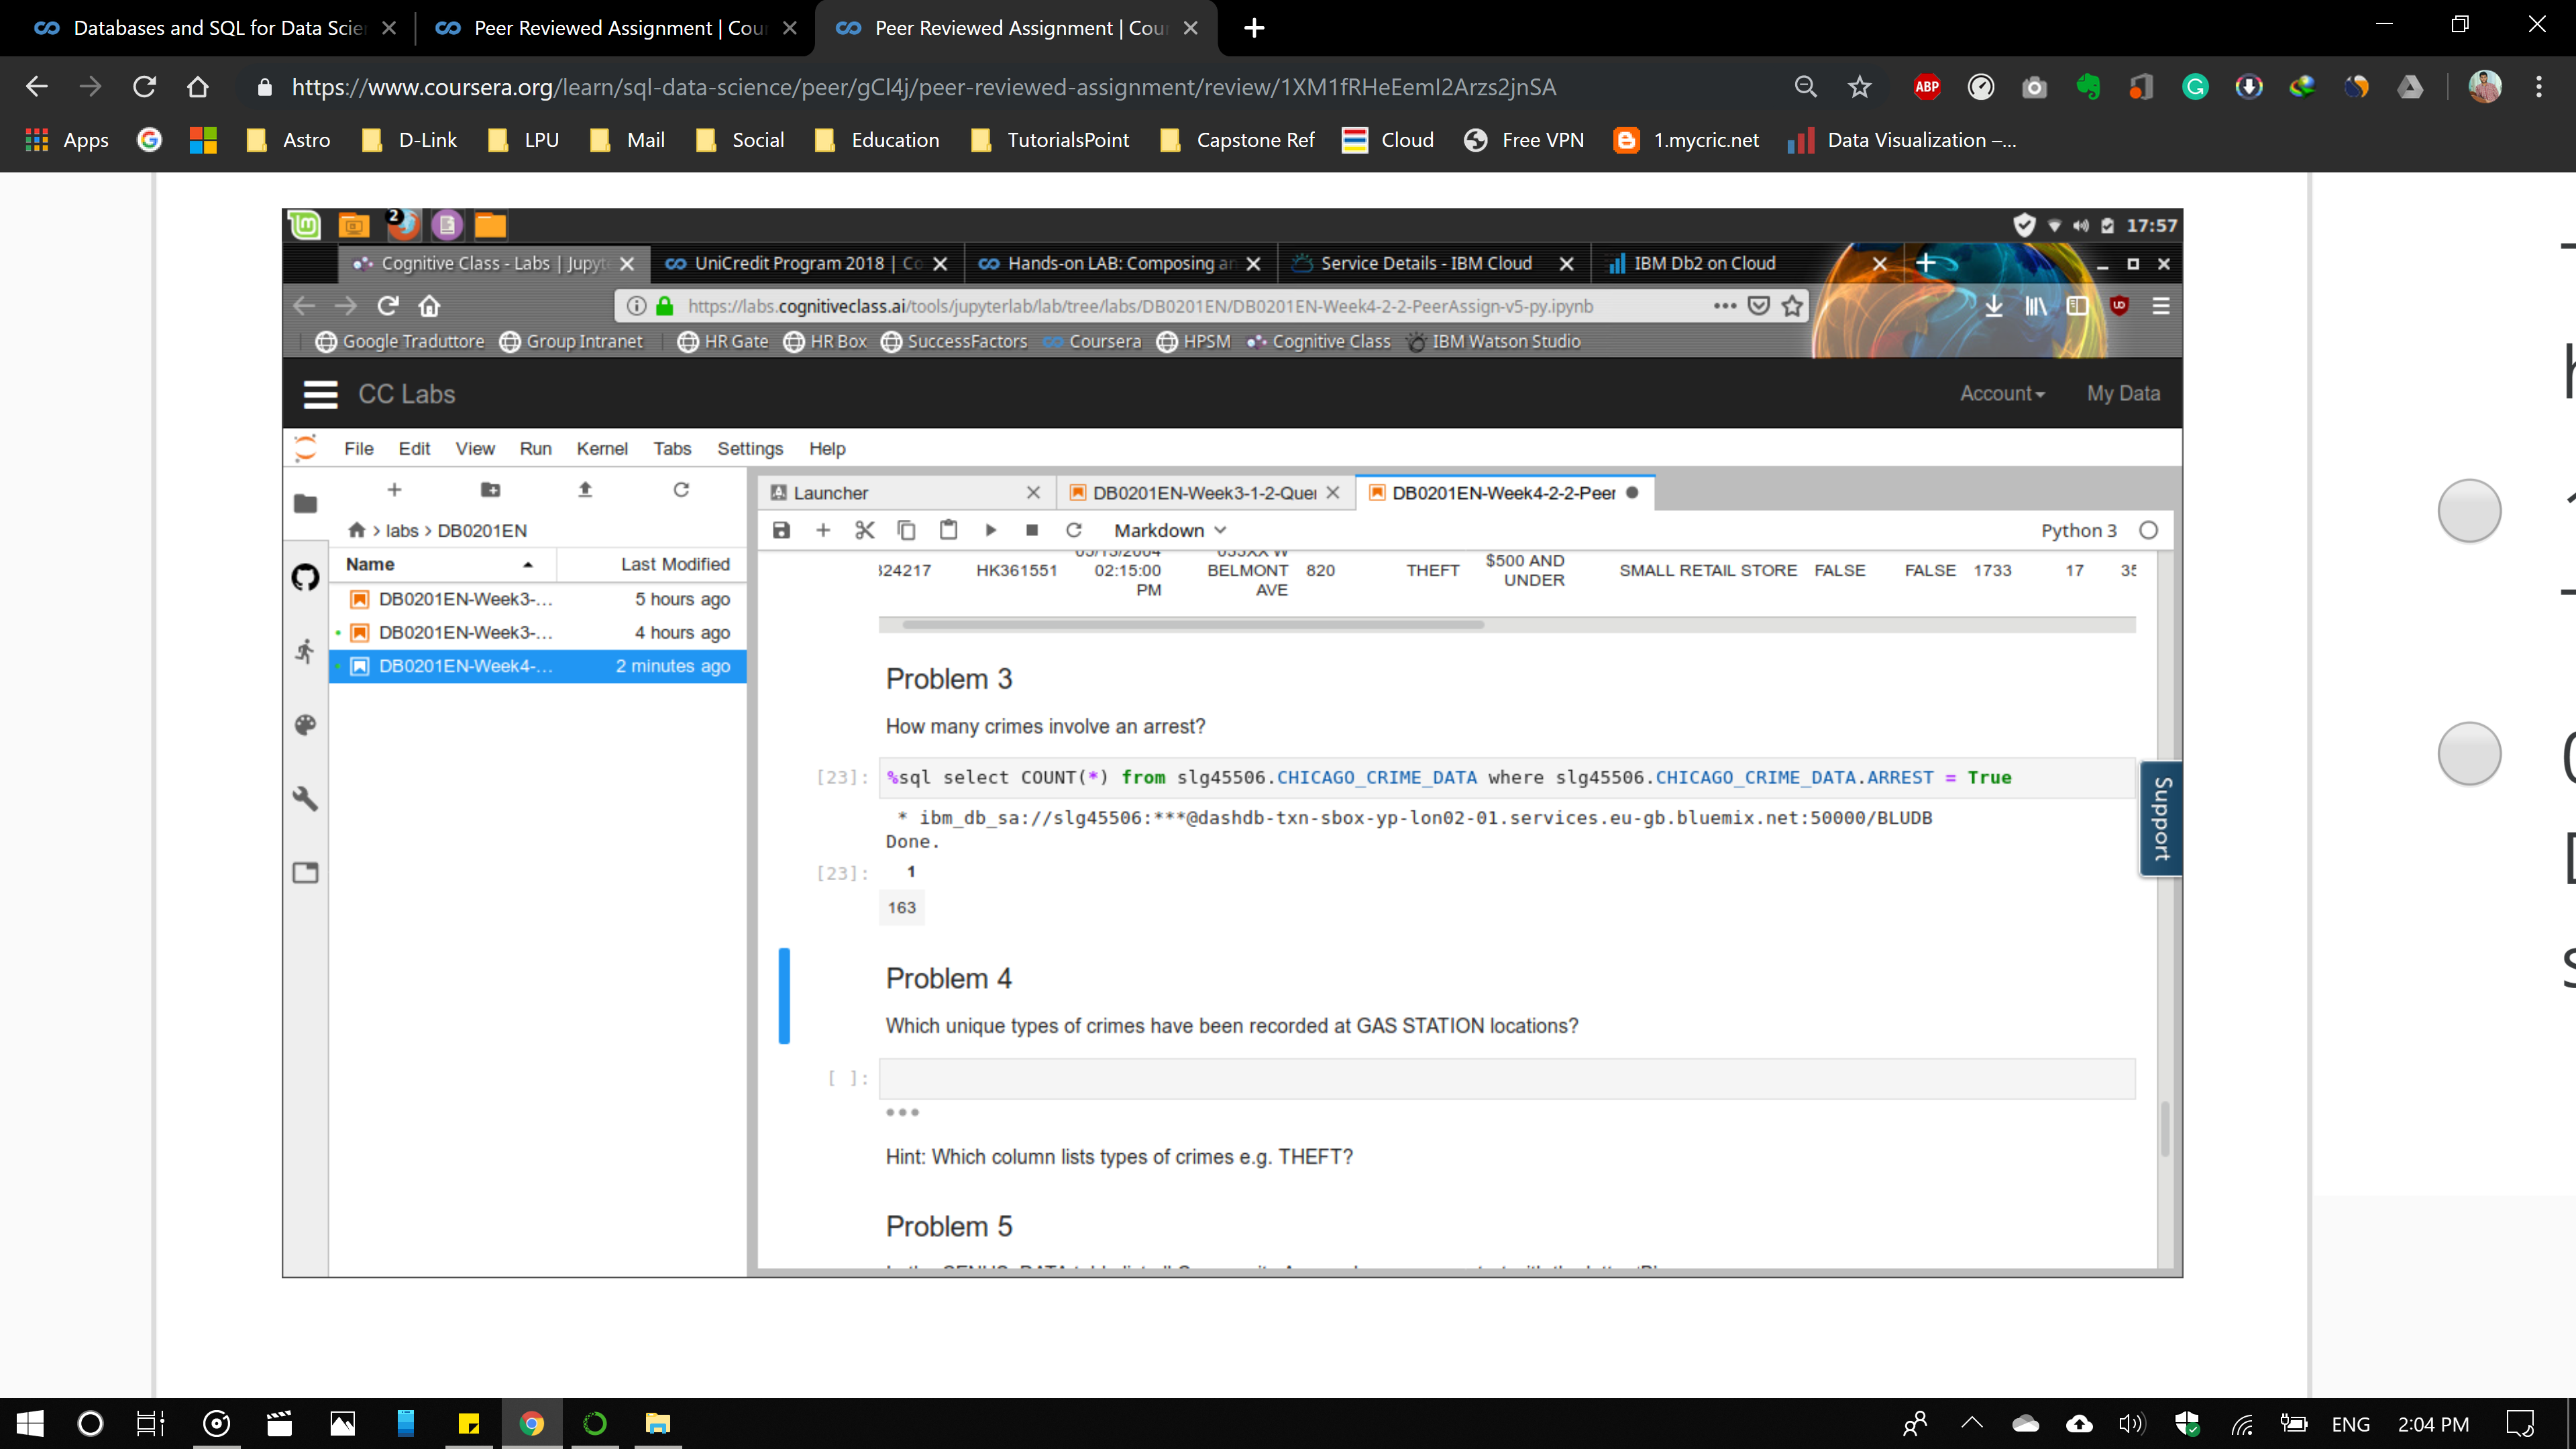 Databases and SQL for Data Scie
Peer Reviewed Assignment | Cou
Peer Reviewed Assignment | Cou
https://www.coursera.org/learn/sql-data-science/peer/gCl4j/peer-reviewed-assignment/review/1XM1fRHeEemI2Arzs2jnSA
ABP
Apps Astro D-Link LPU Mail Social Education TutorialsPoint Capstone Ref Cloud Free VPN 1.mycric.net Data Visualization –...
2
17:57
Cognitive Class - Labs | Jupyte
UniCredit Program 2018 | Co
Hands-on LAB: Composing an
Service Details - IBM Cloud
IBM Db2 on Cloud
https://labs.cognitiveclass.ai/tools/jupyterlab/lab/tree/labs/DB0201EN/DB0201EN-Week4-2-2-PeerAssign-v5-py.ipynb
Google Traduttore Group Intranet HR Gate HR Box SuccessFactors Coursera HPSM Cognitive Class IBM Watson Studio
CC Labs
Account
My Data
File Edit View Run Kernel Tabs Settings Help
Launcher
DB0201EN-Week3-1-2-Quer
DB0201EN-Week4-2-2-Peer
> labs > DB0201EN
Markdown
Python 3
Name
Last Modified
DB0201EN-Week3-... 5 hours ago
DB0201EN-Week3-... 4 hours ago
DB0201EN-Week4-... 2 minutes ago
324217 HK361551 02:15:00 PM BELMONT AVE 820 THEFT $500 AND UNDER SMALL RETAIL STORE FALSE FALSE 1733 17 35
Problem 3
How many crimes involve an arrest?
[23]: %sql select COUNT(*) from slg45506.CHICAGO_CRIME_DATA where slg45506.CHICAGO_CRIME_DATA.ARREST = True
* ibm_db_sa://slg45506:***@dashdb-txn-sbox-yp-lon02-01.services.eu-gb.bluemix.net:50000/BLUDB
Done.
[23]: 1
163
Support
Problem 4
Which unique types of crimes have been recorded at GAS STATION locations?
[ ]:
Hint: Which column lists types of crimes e.g. THEFT?
Problem 5
ENG 2:04 PM